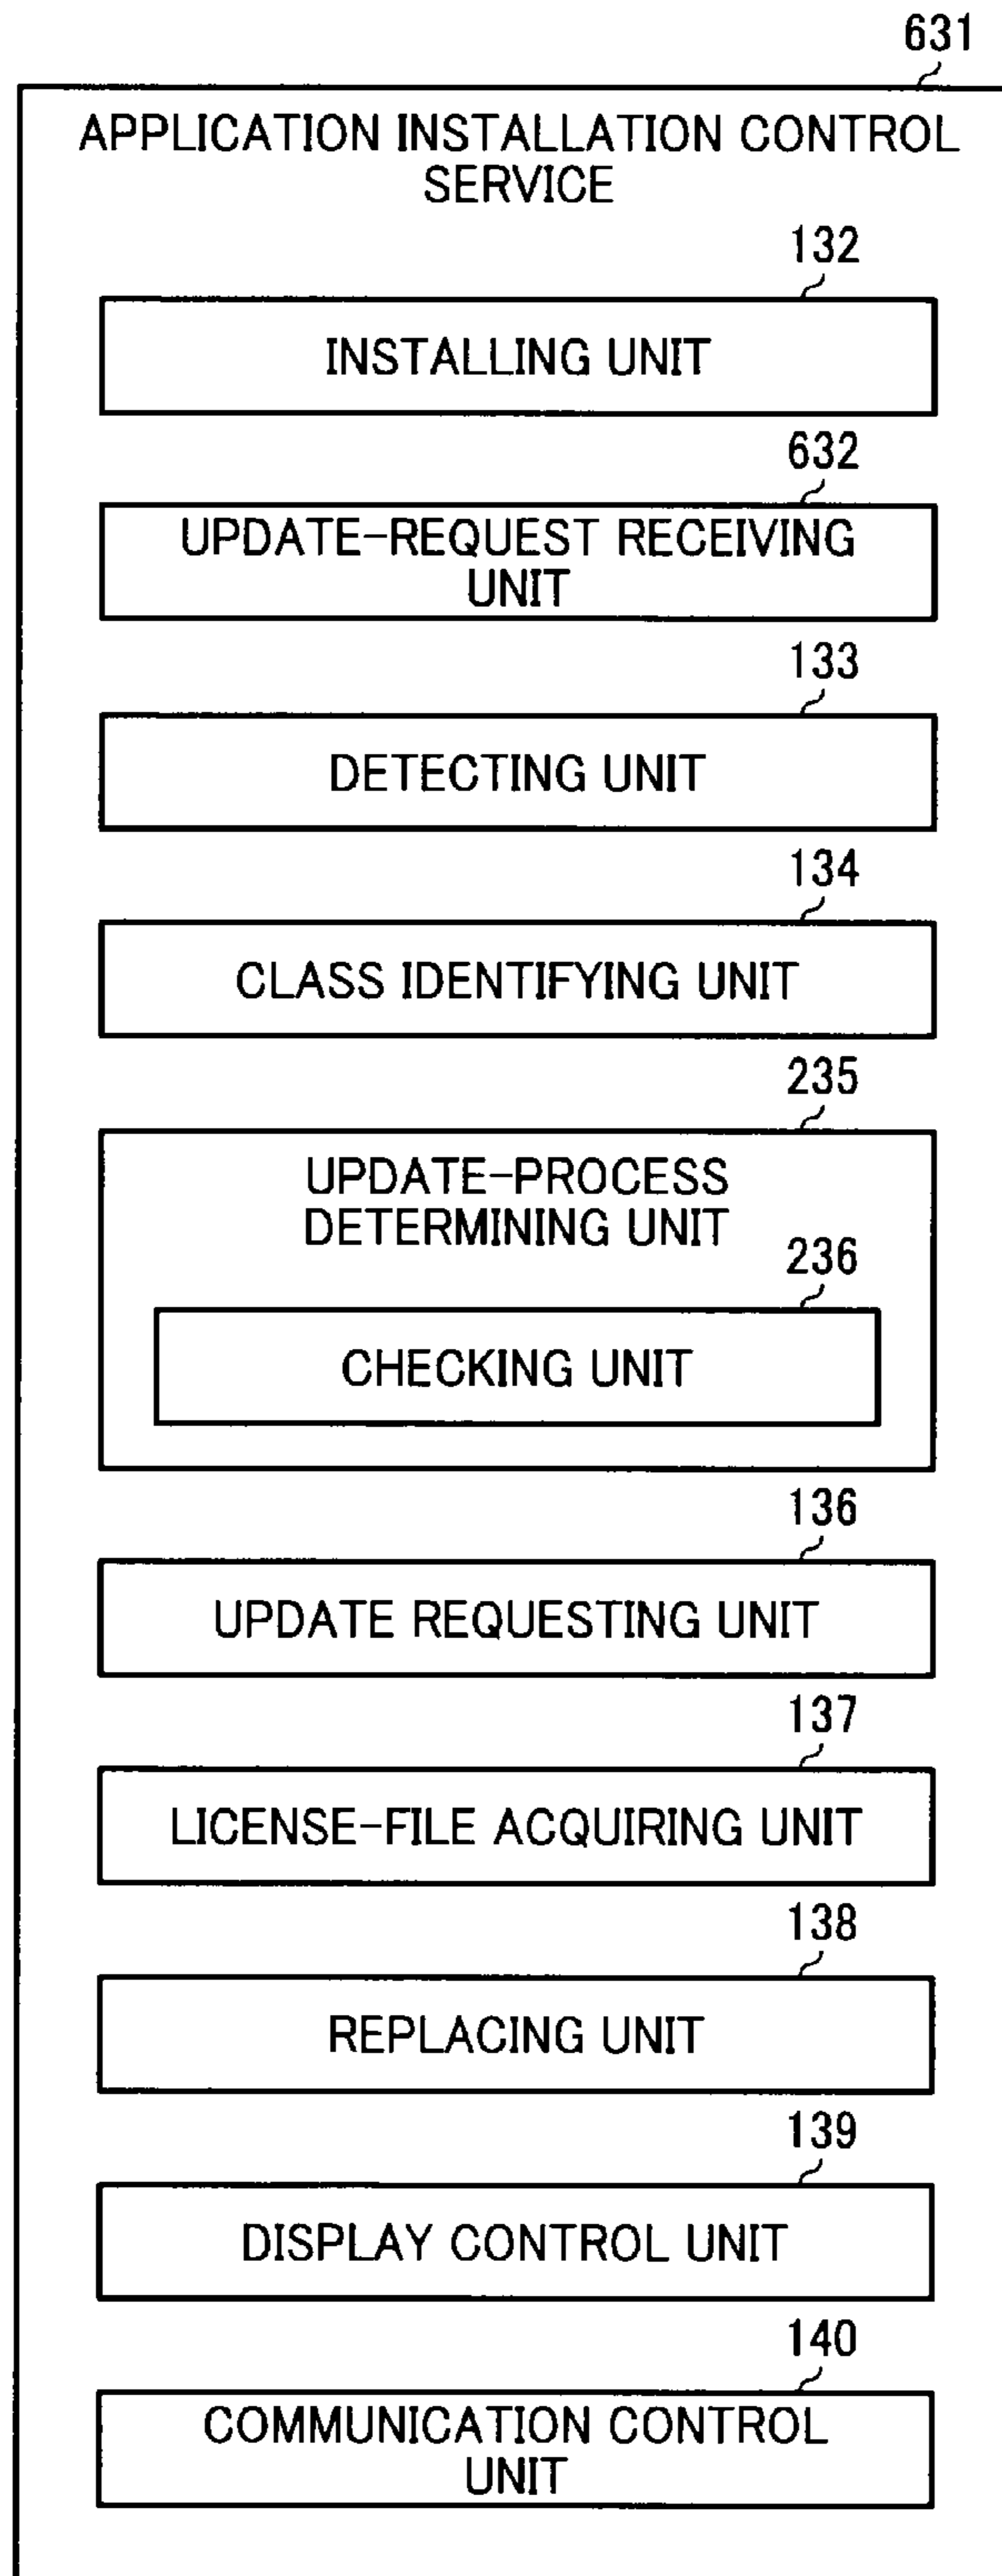 631
APPLICATION INSTALLATION CONTROL
SERVICE
132
INSTALLING UNIT
632
UPDATE-REQUEST RECEIVING
UNIT
133
DETECTING UNIT
134
CLASS IDENTIFYING UNIT
235
UPDATE-PROCESS
DETERMINING UNIT
236
CHECKING UNIT
136
UPDATE REQUESTING UNIT
137
LICENSE-FILE ACQUIRING UNIT
138
REPLACING UNIT
139
DISPLAY CONTROL UNIT
140
COMMUNICATION CONTROL
UNIT